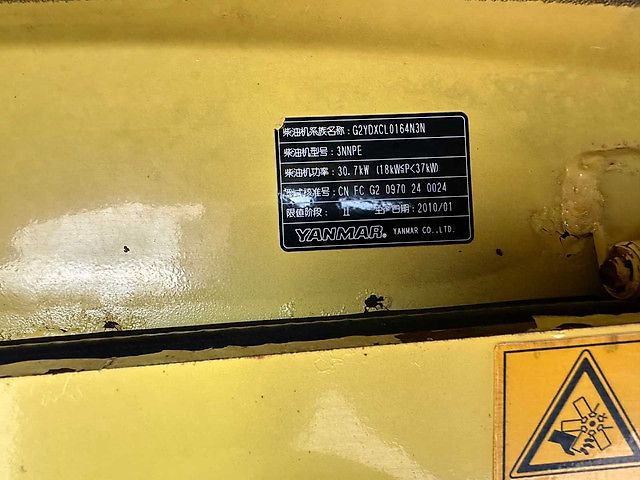 柴油机系族名称：G2YDXCL0164N3N
柴油机型号：3NNPE
柴油机功率：30.7kW (18kW≤P<37kW)
型式核准号：CN FC G2 0970 24 0024
限值阶段： II 生产日期：2010/01
YANMAR. YANMAR CO.,LTD.